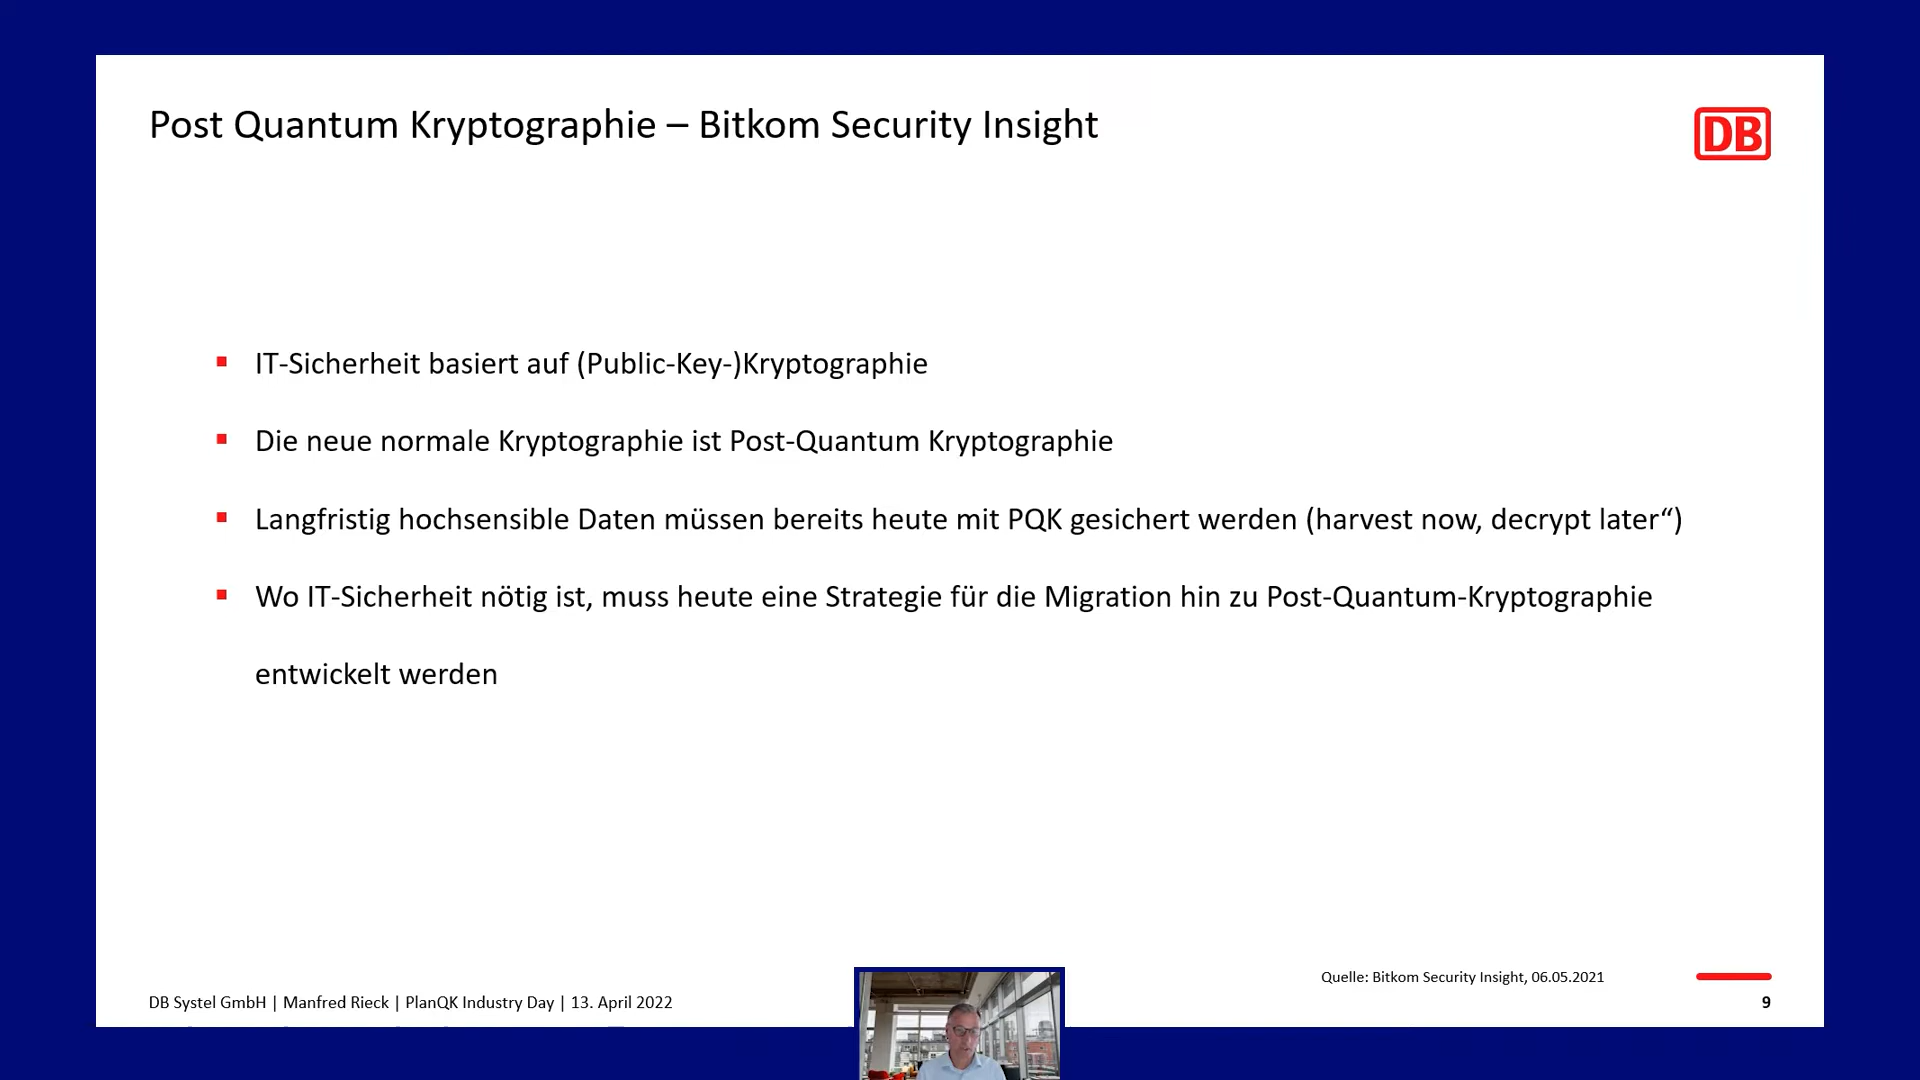 Post Quantum Kryptographie – Bitkom Security Insight
DB
IT-Sicherheit basiert auf (Public-Key-)Kryptographie
Die neue normale Kryptographie ist Post-Quantum Kryptographie
Langfristig hochsensible Daten müssen bereits heute mit PQK gesichert werden (harvest now, decrypt later“)
Wo IT-Sicherheit nötig ist, muss heute eine Strategie für die Migration hin zu Post-Quantum-Kryptographie
entwickelt werden
Quelle: Bitkom Security Insight, 06.05.2021
DB Systel GmbH | Manfred Rieck | PlanQK Industry Day | 13. April 2022
9